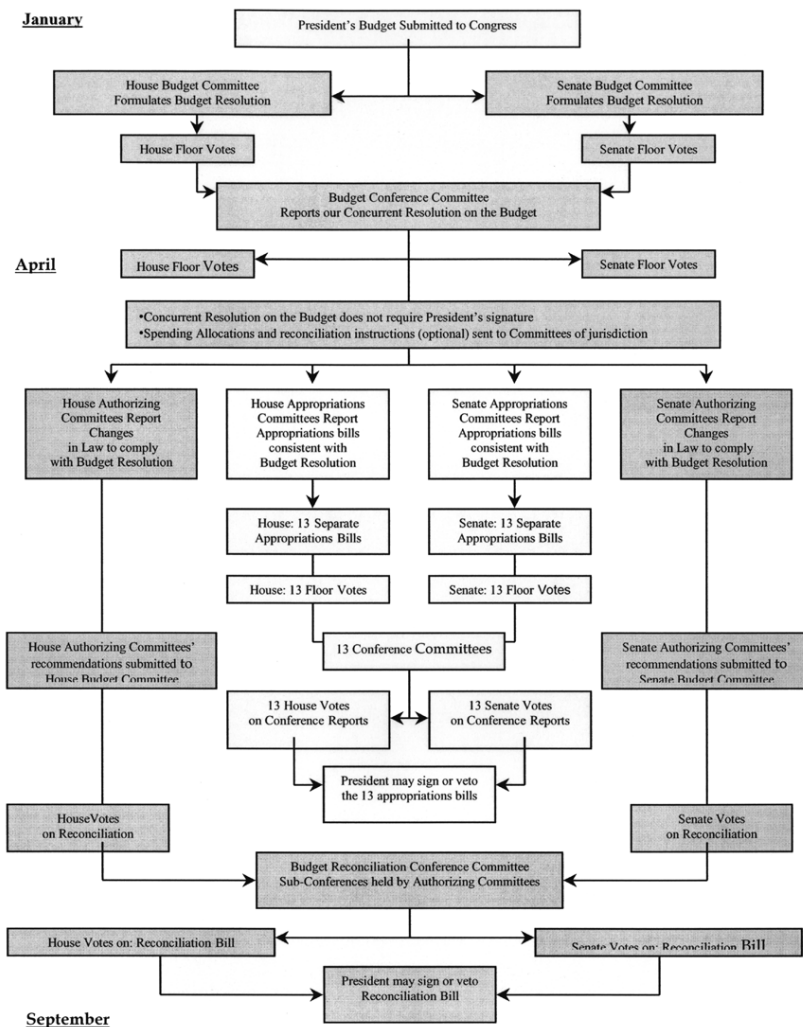 January
President's Budget Submitted to Congress
House Budget Committee
Formulates Budget Resolution
Senate Budget Committee
Formulates Budget Resolution
House Floor Votes
Senate Floor Votes
Budget Conference Committee
Reports our Concurrent Resolution on the Budget
April
House Floor Votes
Senate Floor Votes
•Concurrent Resolution on the Budget does not require President's signature
•Spending Allocations and reconciliation instructions (optional) sent to Committees of jurisdiction
House Authorizing
Committees Report
Changes
in Law to comply
with Budget Resolution
House Appropriations
Committees Report
Appropriations bills
consistent with
Budget Resolution
Senate Appropriations
Committees Report
Appropriations bills
consistent with
Budget Resolution
Senate Authorizing
Committees Report
Changes
in Law to comply
with Budget Resolution
House: 13 Separate
Appropriations Bills
Senate: 13 Separate
Appropriations Bills
House: 13 Floor Votes
Senate: 13 Floor Votes
House Authorizing Committees'
recommendations submitted to
House Budget Committee
13 Conference Committees
Senate Authorizing Committees'
recommendations submitted to
Senate Budget Committee
13 House Votes
on Conference Reports
13 Senate Votes
on Conference Reports
President may sign or veto
the 13 appropriations bills
HouseVotes
on Reconciliation
Senate Votes
on Reconciliation
Budget Reconciliation Conference Committee
Sub-Conferences held by Authorizing Committees
House Votes on: Reconciliation Bill
Senate Votes on: Reconciliation Bill
President may sign or veto
Reconciliation Bill
September